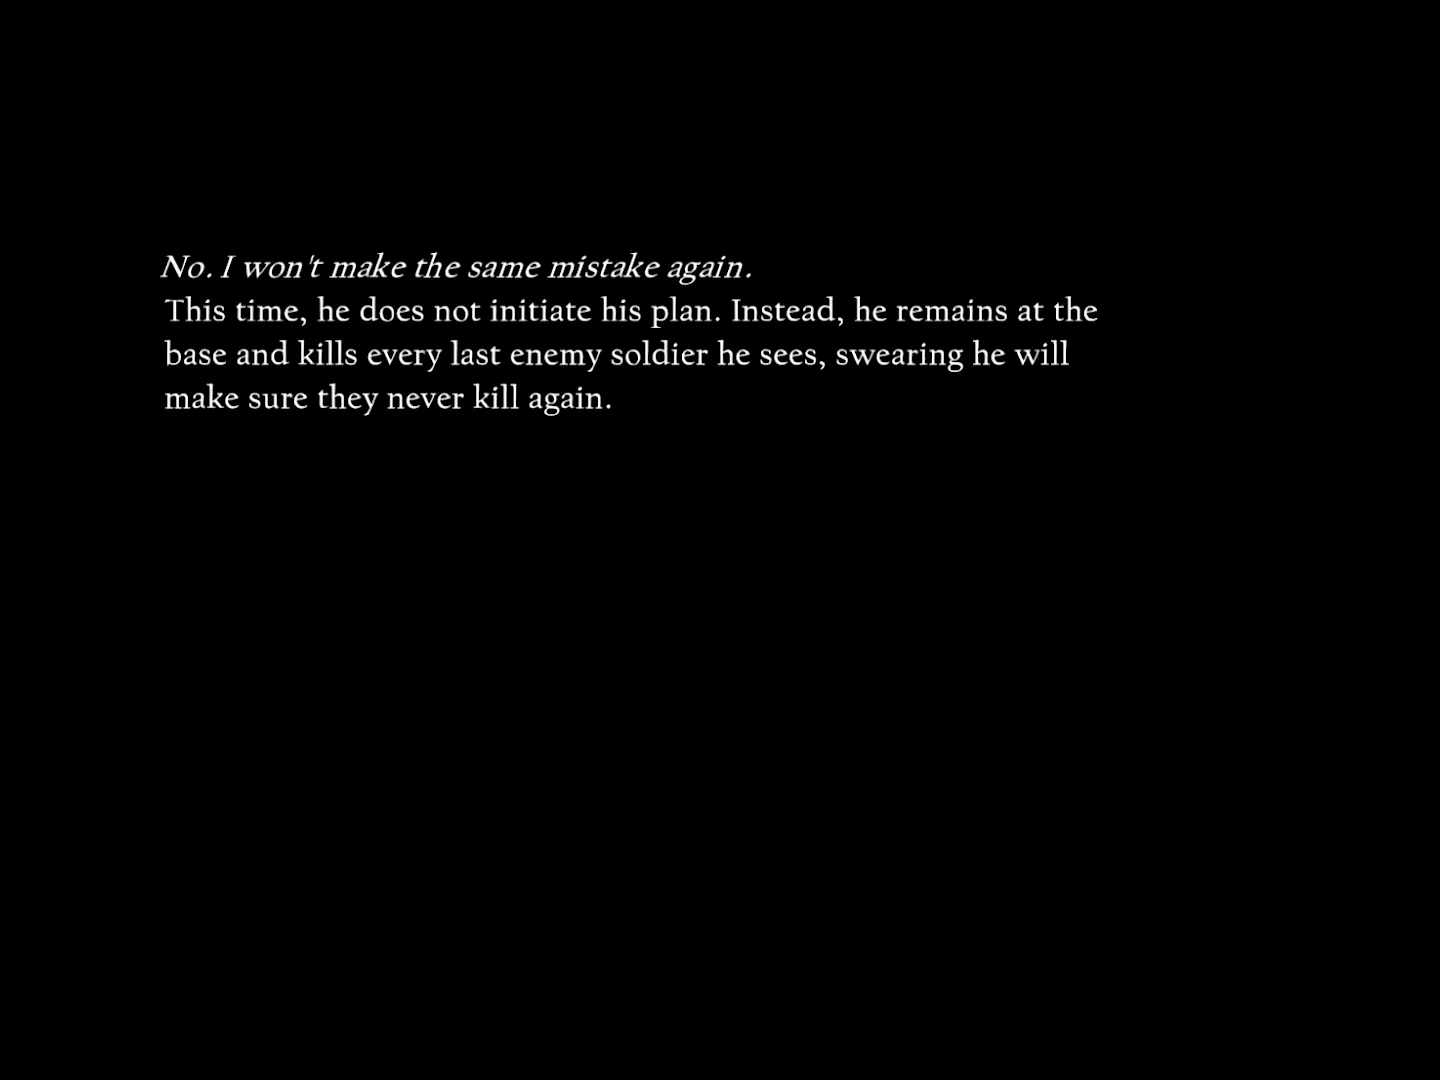 No. I won't make the same mistake again.
This time, he does not initiate his plan. Instead, he remains at the
base and kills every last enemy soldier he sees, swearing he will
make sure they never kill again.